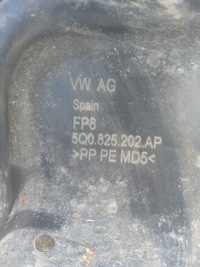 VW AG
Spain
FP8
5Q0.825.202.AP
>PP PE MD5<